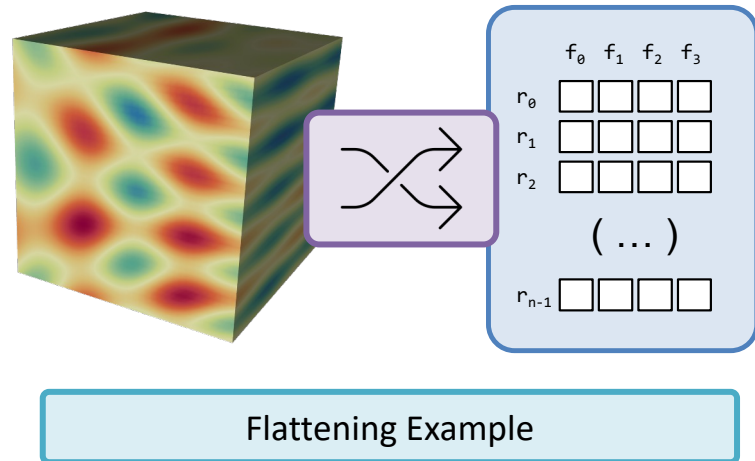 f₀ f₁ f₂ f₃
r₀
r₁
r₂
(...)
rₙ₋₁
Flattening Example